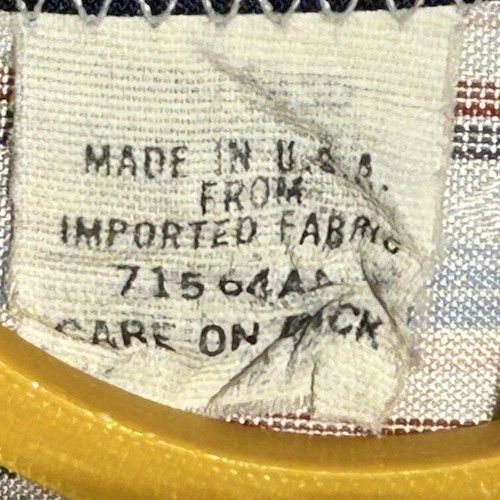 MADE IN U.S.A.
FROM
IMPORTED FABRIC
71564AA
CARE ON BACK